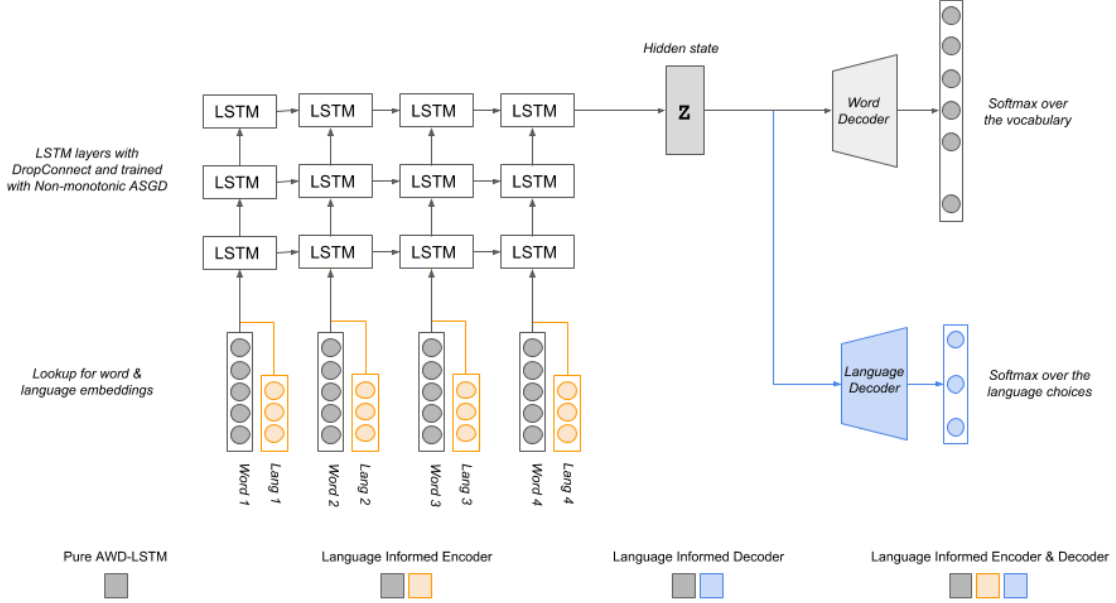 Hidden state
LSTM
LSTM
LSTM
LSTM
Z
Word
Decoder
Softmax over
the vocabulary
LSTM layers with
DropConnect and trained
with Non-monotonic ASGD
LSTM
LSTM
LSTM
LSTM
LSTM
LSTM
LSTM
LSTM
Lookup for word &
language embeddings
Language
Decoder
Softmax over the
language choices
Word 1
Lang 1
Word 2
Lang 2
Word 3
Lang 3
Word 4
Lang 4
Pure AWD-LSTM
Language Informed Encoder
Language Informed Decoder
Language Informed Encoder & Decoder